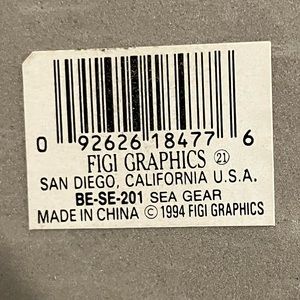 0 92626 18477 6
FIGI GRAPHICS 21
SAN DIEGO, CALIFORNIA U.S.A.
BE-SE-201 SEA GEAR
MADE IN CHINA © 1994 FIGI GRAPHICS